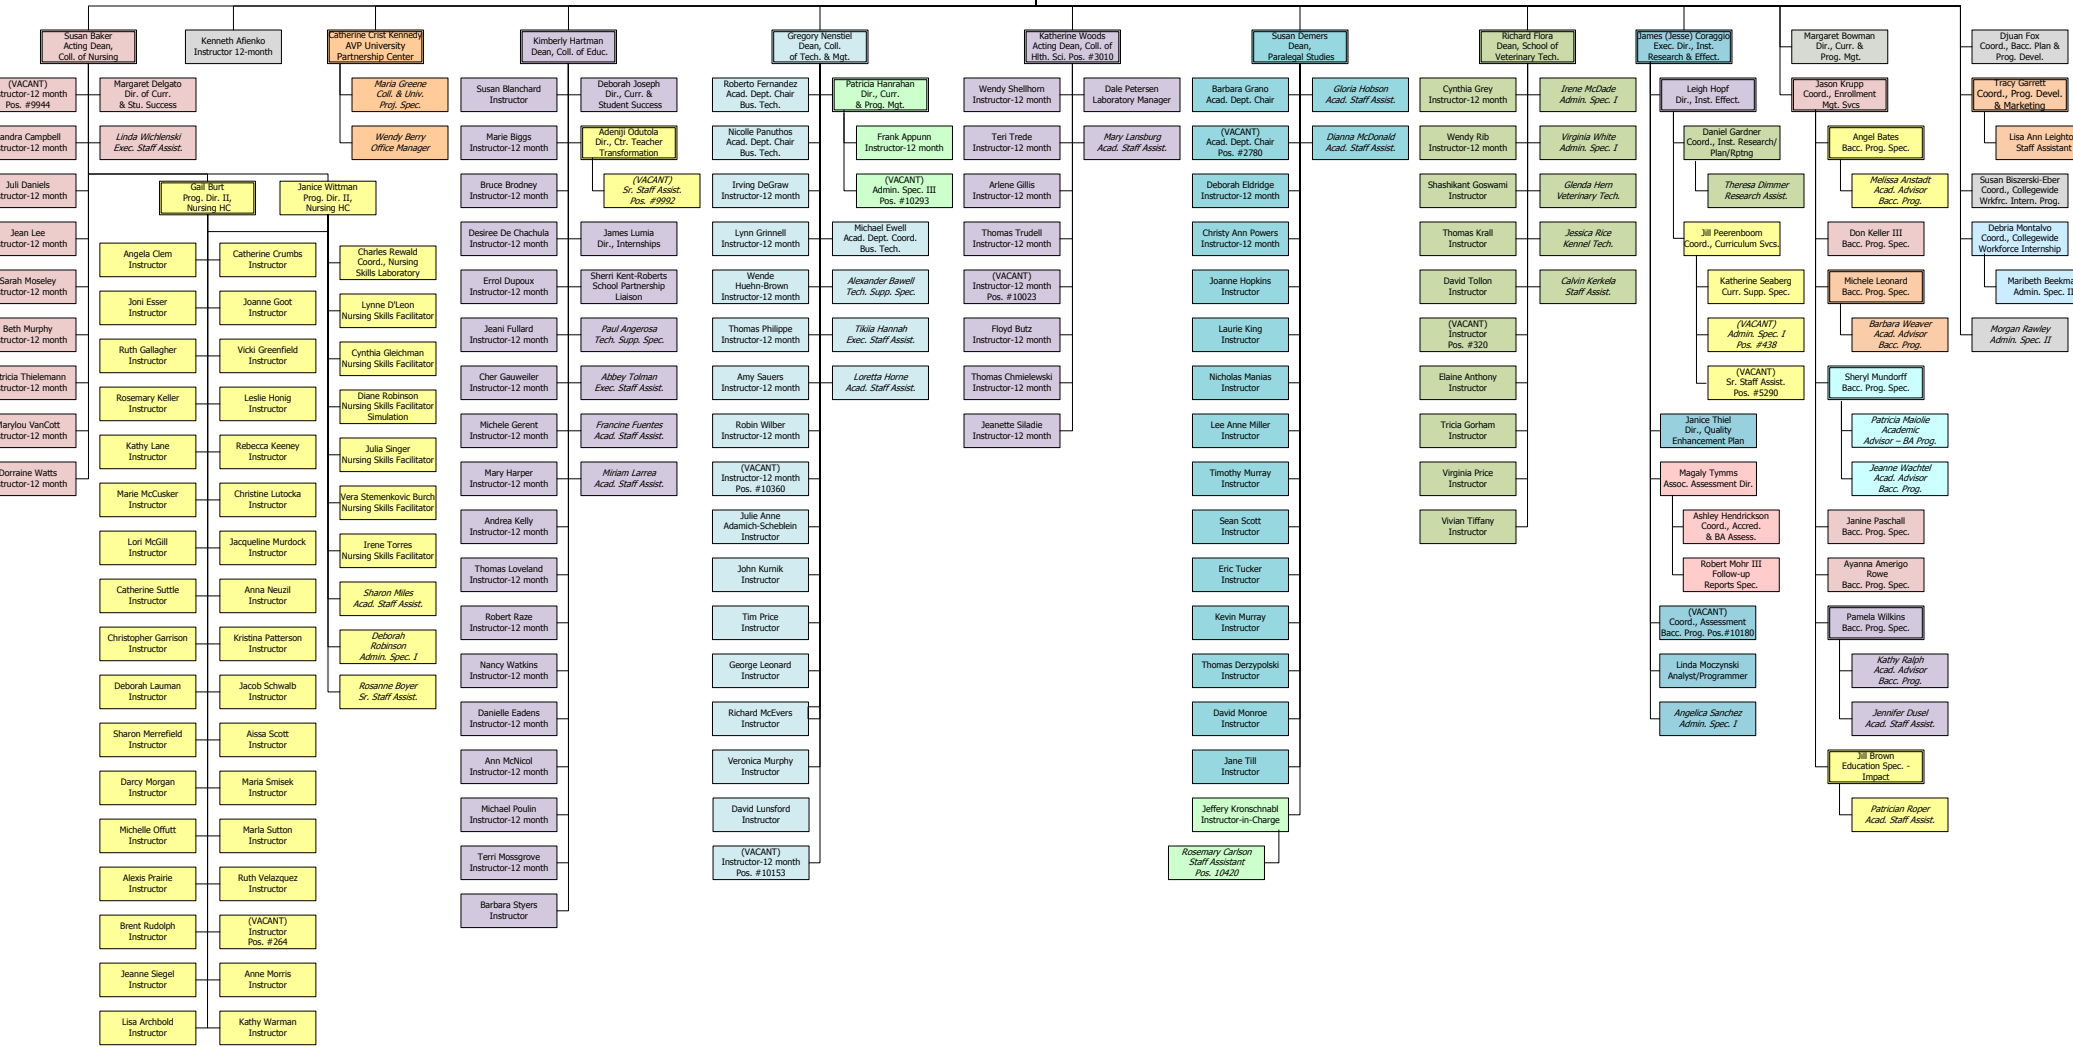 Susan Baker
Acting Dean,
Coll. of Nursing
Kenneth Afienko
Instructor 12-month
Catherine Crist Kennedy
AVP University
Partnership Center
Kimberly Hartman
Dean, Coll. of Educ.
Gregory Nenstiel
Dean, Coll.
of Tech. & Mgt.
Katherine Woods
Acting Dean, Coll. of
Hlth. Sci. Pos. #3010
Susan Demers
Dean,
Paralegal Studies
Richard Flora
Dean, School of
Veterinary Tech.
James (Jesse) Coraggio
Exec. Dir., Inst.
Research & Effect.
Margaret Bowman
Dir., Curr. &
Prog. Mgt.
Djuan Fox
Coord., Bacc. Plan &
Prog. Devel.
(VACANT)
structor-12 month
Pos. #9944
andra Campbell
structor-12 month
Juli Daniels
structor-12 month
Jean Lee
structor-12 month
Sarah Moseley
structor-12 month
Beth Murphy
structor-12 month
tricia Thielemann
structor-12 month
Marylou VanCott
structor-12 month
Dorraine Watts
structor-12 month
Margaret Delgato
Dir. of Curr.
& Stu. Success
Linda Wichlenski
Exec. Staff Assist.
Gail Burt
Prog. Dir. II,
Nursing HC
Janice Wittman
Prog. Dir. II,
Nursing HC
Angela Clem
Instructor
Joni Esser
Instructor
Ruth Gallagher
Instructor
Rosemary Keller
Instructor
Kathy Lane
Instructor
Marie McCusker
Instructor
Lori McGill
Instructor
Catherine Suttle
Instructor
Christopher Garrison
Instructor
Deborah Lauman
Instructor
Sharon Merrefield
Instructor
Darcy Morgan
Instructor
Michelle Offutt
Instructor
Alexis Prairie
Instructor
Brent Rudolph
Instructor
Jeanne Siegel
Instructor
Lisa Archbold
Instructor
Catherine Crumbs
Instructor
Joanne Goot
Instructor
Vicki Greenfield
Instructor
Leslie Honig
Instructor
Rebecca Keeney
Instructor
Christine Lutocka
Instructor
Jacqueline Murdock
Instructor
Anna Neuzil
Instructor
Kristina Patterson
Instructor
Jacob Schwalb
Instructor
Aissa Scott
Instructor
Maria Smisek
Instructor
Marla Sutton
Instructor
Ruth Velazquez
Instructor
(VACANT)
Instructor
Pos. #264
Anne Morris
Instructor
Kathy Warman
Instructor
Charles Rewald
Coord., Nursing
Skills Laboratory
Lynne D'Leon
Nursing Skills Facilitator
Cynthia Gleichman
Nursing Skills Facilitator
Diane Robinson
Nursing Skills Facilitator
Simulation
Julia Singer
Nursing Skills Facilitator
Vera Stemenkovic Burch
Nursing Skills Facilitator
Irene Torres
Nursing Skills Facilitator
Sharon Miles
Acad. Staff Assist.
Deborah
Robinson
Admin. Spec. I
Rosanne Boyer
Sr. Staff Assist.
Maria Greene
Coll. & Univ.
Proj. Spec.
Wendy Berry
Office Manager
Susan Blanchard
Instructor
Marie Biggs
Instructor-12 month
Bruce Brodney
Instructor-12 month
Desiree De Chachula
Instructor-12 month
Errol Dupoux
Instructor-12 month
Jeani Fullard
Instructor-12 month
Cher Gauweiler
Instructor-12 month
Michele Gerent
Instructor-12 month
Mary Harper
Instructor-12 month
Andrea Kelly
Instructor-12 month
Thomas Loveland
Instructor-12 month
Robert Raze
Instructor-12 month
Nancy Watkins
Instructor-12 month
Danielle Eadens
Instructor-12 month
Ann McNicol
Instructor-12 month
Michael Poulin
Instructor-12 month
Terri Mossgrove
Instructor-12 month
Barbara Styers
Instructor
Deborah Joseph
Dir., Curr. &
Student Success
Adeniji Odutola
Dir., Ctr. Teacher
Transformation
(VACANT)
Sr. Staff Assist.
Pos. #9992
James Lumia
Dir., Internships
Sherri Kent-Roberts
School Partnership
Liaison
Paul Angerosa
Tech. Supp. Spec.
Abbey Tolman
Exec. Staff Assist.
Francine Fuentes
Acad. Staff Assist.
Miriam Larrea
Acad. Staff Assist.
Roberto Fernandez
Acad. Dept. Chair
Bus. Tech.
Nicolle Panuthos
Acad. Dept. Chair
Bus. Tech.
Irving DeGraw
Instructor-12 month
Lynn Grinnell
Instructor-12 month
Wende
Huehn-Brown
Instructor-12 month
Thomas Philippe
Instructor-12 month
Amy Sauers
Instructor-12 month
Robin Wilber
Instructor-12 month
(VACANT)
Instructor-12 month
Pos. #10360
Julie Anne
Adamich-Scheblein
Instructor
John Kurnik
Instructor
Tim Price
Instructor
George Leonard
Instructor
Richard McEvers
Instructor
Veronica Murphy
Instructor
David Lunsford
Instructor
(VACANT)
Instructor-12 month
Pos. #10153
Patricia Hanrahan
Dir., Curr.
& Prog. Mgt.
Frank Appunn
Instructor-12 month
(VACANT)
Admin. Spec. III
Pos. #10293
Michael Ewell
Acad. Dept. Coord.
Bus. Tech.
Alexander Bawell
Tech. Supp. Spec.
Tikiia Hannah
Exec. Staff Assist.
Loretta Horne
Acad. Staff Assist.
Wendy Shellhorn
Instructor-12 month
Teri Trede
Instructor-12 month
Arlene Gillis
Instructor-12 month
Thomas Trudell
Instructor-12 month
(VACANT)
Instructor-12 month
Pos. #10023
Floyd Butz
Instructor-12 month
Thomas Chmielewski
Instructor-12 month
Jeanette Siladie
Instructor-12 month
Dale Petersen
Laboratory Manager
Mary Lansburg
Acad. Staff Assist.
Barbara Grano
Acad. Dept. Chair
(VACANT)
Acad. Dept. Chair
Pos. #2780
Deborah Eldridge
Instructor-12 month
Christy Ann Powers
Instructor-12 month
Joanne Hopkins
Instructor
Laurie King
Instructor
Nicholas Manias
Instructor
Lee Anne Miller
Instructor
Timothy Murray
Instructor
Sean Scott
Instructor
Eric Tucker
Instructor
Kevin Murray
Instructor
Thomas Derzypolski
Instructor
David Monroe
Instructor
Jane Till
Instructor
Jeffery Kronschnabl
Instructor-in-Charge
Rosemary Carlson
Staff Assistant
Pos. 10420
Gloria Hobson
Acad. Staff Assist.
Dianna McDonald
Acad. Staff Assist.
Cynthia Grey
Instructor-12 month
Wendy Rib
Instructor-12 month
Shashikant Goswami
Instructor
Thomas Krall
Instructor
David Tollon
Instructor
(VACANT)
Instructor
Pos. #320
Elaine Anthony
Instructor
Tricia Gorham
Instructor
Virginia Price
Instructor
Vivian Tiffany
Instructor
Irene McDade
Admin. Spec. I
Virginia White
Admin. Spec. I
Glenda Hern
Veterinary Tech.
Jessica Rice
Kennel Tech.
Calvin Kerkela
Staff Assist.
Leigh Hopf
Dir., Inst. Effect.
Daniel Gardner
Coord., Inst. Research/
Plan/Rptng
Theresa Dimmer
Research Assist.
Jill Peerenboom
Coord., Curriculum Svcs.
Katherine Seaberg
Curr. Supp. Spec.
(VACANT)
Admin. Spec. I
Pos. #438
(VACANT)
Sr. Staff Assist.
Pos. #5290
Janice Thiel
Dir., Quality
Enhancement Plan
Magaly Tymms
Assoc. Assessment Dir.
Ashley Hendrickson
Coord., Accred.
& BA Assess.
Robert Mohr III
Follow-up
Reports Spec.
(VACANT)
Coord., Assessment
Bacc. Prog. Pos.#10180
Linda Moczynski
Analyst/Programmer
Angelica Sanchez
Admin. Spec. I
Jason Krupp
Coord., Enrollment
Mgt. Svcs
Angel Bates
Bacc. Prog. Spec.
Melissa Anstadt
Acad. Advisor
Bacc. Prog.
Don Keller III
Bacc. Prog. Spec.
Michele Leonard
Bacc. Prog. Spec.
Barbara Weaver
Acad. Advisor
Bacc. Prog.
Sheryl Mundorff
Bacc. Prog. Spec.
Patricia Maiolie
Academic
Advisor – BA Prog.
Jeanne Wachtel
Acad. Advisor
Bacc. Prog.
Janine Paschall
Bacc. Prog. Spec.
Ayanna Amerigo
Rowe
Bacc. Prog. Spec.
Pamela Wilkins
Bacc. Prog. Spec.
Kathy Ralph
Acad. Advisor
Bacc. Prog.
Jennifer Dusel
Acad. Staff Assist.
Jill Brown
Education Spec. -
Impact
Patrician Roper
Acad. Staff Assist.
Tracy Garrett
Coord., Prog. Devel.
& Marketing
Lisa Ann Leighto
Staff Assistant
Susan Biszerski-Eber
Coord., Collegewide
Wrkfrc. Intern. Prog.
Debria Montalvo
Coord., Collegewide
Workforce Internship
Maribeth Beekma
Admin. Spec. II
Morgan Rawley
Admin. Spec. II